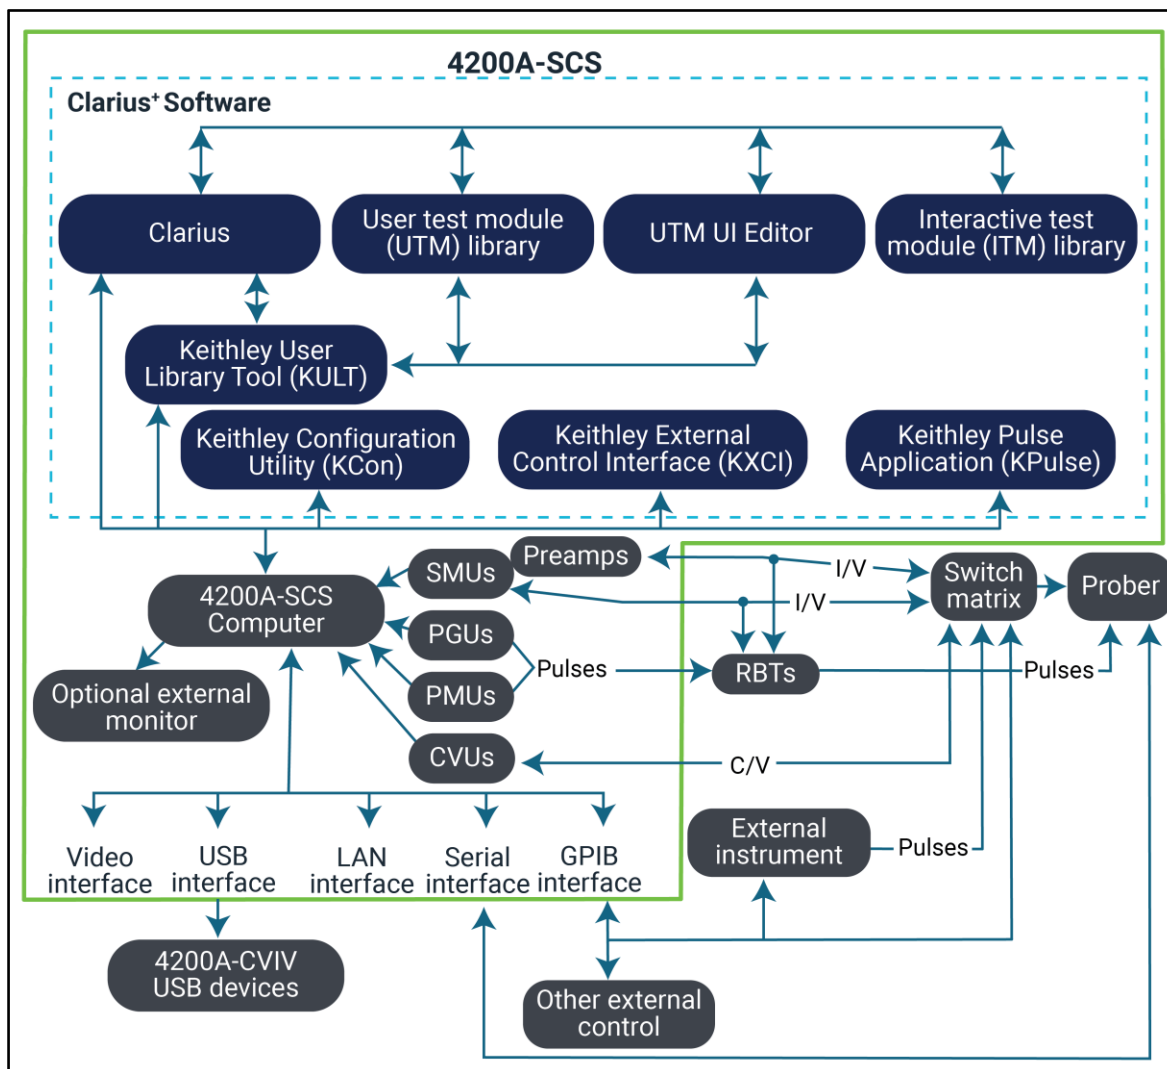 4200A-SCS
Clarius⁺ Software
Clarius
User test module
(UTM) library
UTM UI Editor
Interactive test
module (ITM) library
Keithley User
Library Tool (KULT)
Keithley Configuration
Utility (KCon)
Keithley External
Control Interface (KXCI)
Keithley Pulse
Application (KPulse)
4200A-SCS
Computer
SMUs
Preamps
I/V
I/V
Switch
matrix
Prober
PGUs
Pulses
RBTs
Pulses
PMUs
Optional external
monitor
CVUs
C/V
Video
interface
USB
interface
LAN
interface
Serial
interface
GPIB
interface
External
instrument
Pulses
4200A-CVIV
USB devices
Other external
control